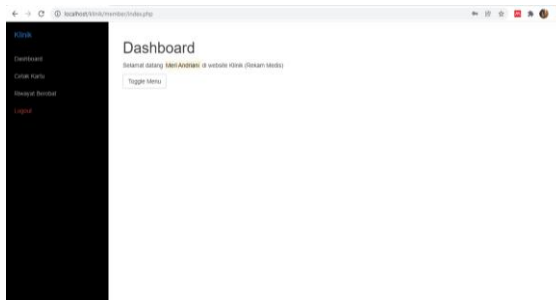 localhost/klinik/member/index.php
Klinik
Dashboard
Cetak Kartu
Riwayat Berobat
Logout
Dashboard
Selamat datang Meri Andriani di website Klinik (Rekam Medis)
Toggle Menu